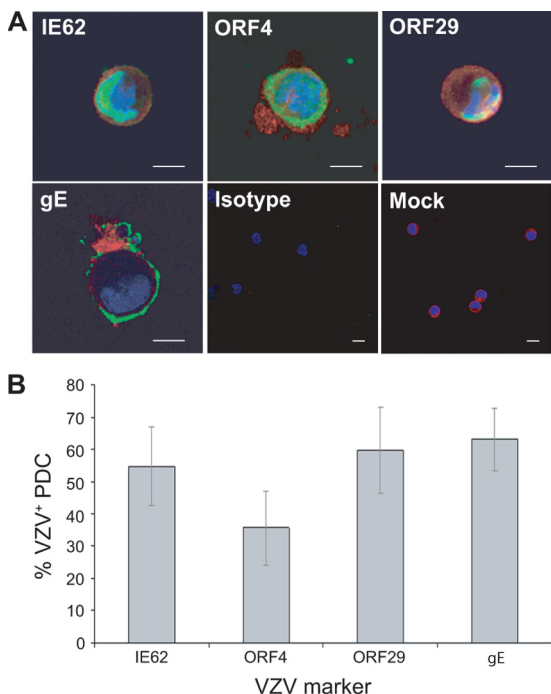 A
IE62
ORF4
ORF29
gE
Isotype
Mock
B
% VZV+ PDC
80
70
60
50
40
30
20
10
0
IE62
ORF4
ORF29
gE
VZV marker